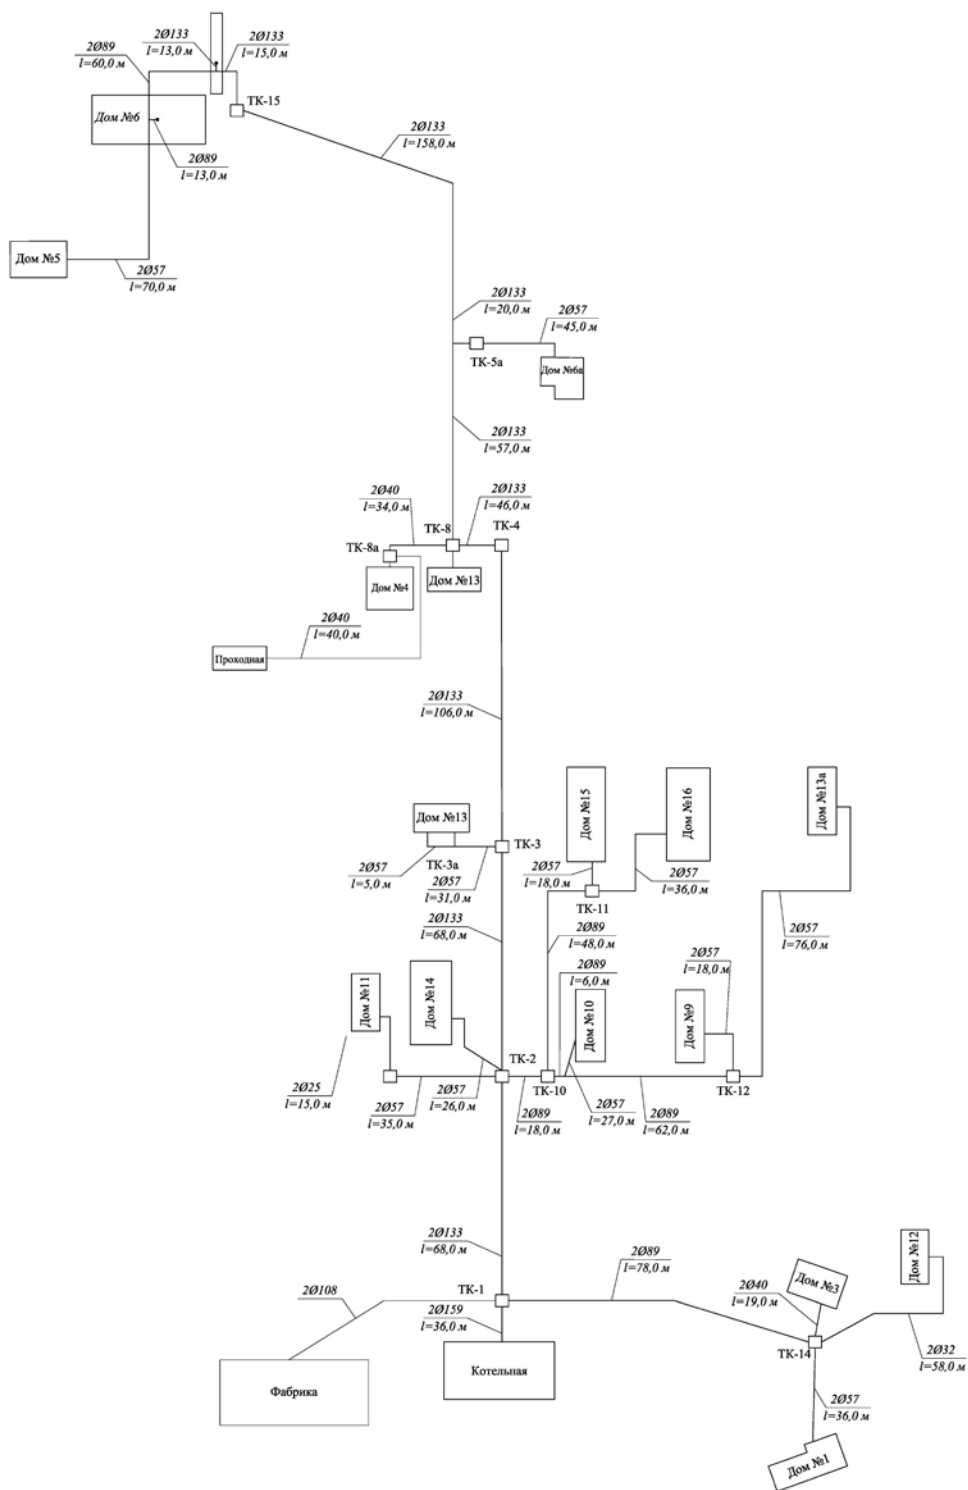 2Ø133
l=13,0 м
2Ø133
l=15,0 м
2Ø89
l=60,0 м
ТК-15
Дом №6
2Ø133
l=158,0 м
2Ø89
l=13,0 м
Дом №5
2Ø57
l=70,0 м
2Ø133
l=20,0 м
2Ø57
l=45,0 м
ТК-5а
Дом №6а
2Ø133
l=57,0 м
2Ø40
l=34,0 м
2Ø133
l=46,0 м
ТК-8
ТК-4
ТК-8а
Дом №4
Дом №13
2Ø40
l=40,0 м
Проходная
2Ø133
l=106,0 м
Дом №15
Дом №16
Дом №13а
Дом №13
ТК-3
ТК-3а
2Ø57
l=5,0 м
2Ø57
l=31,0 м
2Ø57
l=18,0 м
2Ø57
l=36,0 м
ТК-11
2Ø133
l=68,0 м
2Ø89
l=48,0 м
2Ø57
l=76,0 м
2Ø89
l=6,0 м
2Ø57
l=18,0 м
Дом №11
Дом №14
Дом №10
Дом №9
ТК-2
ТК-10
ТК-12
2Ø25
l=15,0 м
2Ø57
l=35,0 м
2Ø57
l=26,0 м
2Ø89
l=18,0 м
2Ø57
l=27,0 м
2Ø89
l=62,0 м
2Ø133
l=68,0 м
2Ø89
l=78,0 м
Дом №12
2Ø108
ТК-1
2Ø159
l=36,0 м
2Ø40
l=19,0 м
Дом №3
ТК-14
2Ø32
l=58,0 м
Котельная
Фабрика
2Ø57
l=36,0 м
Дом №1